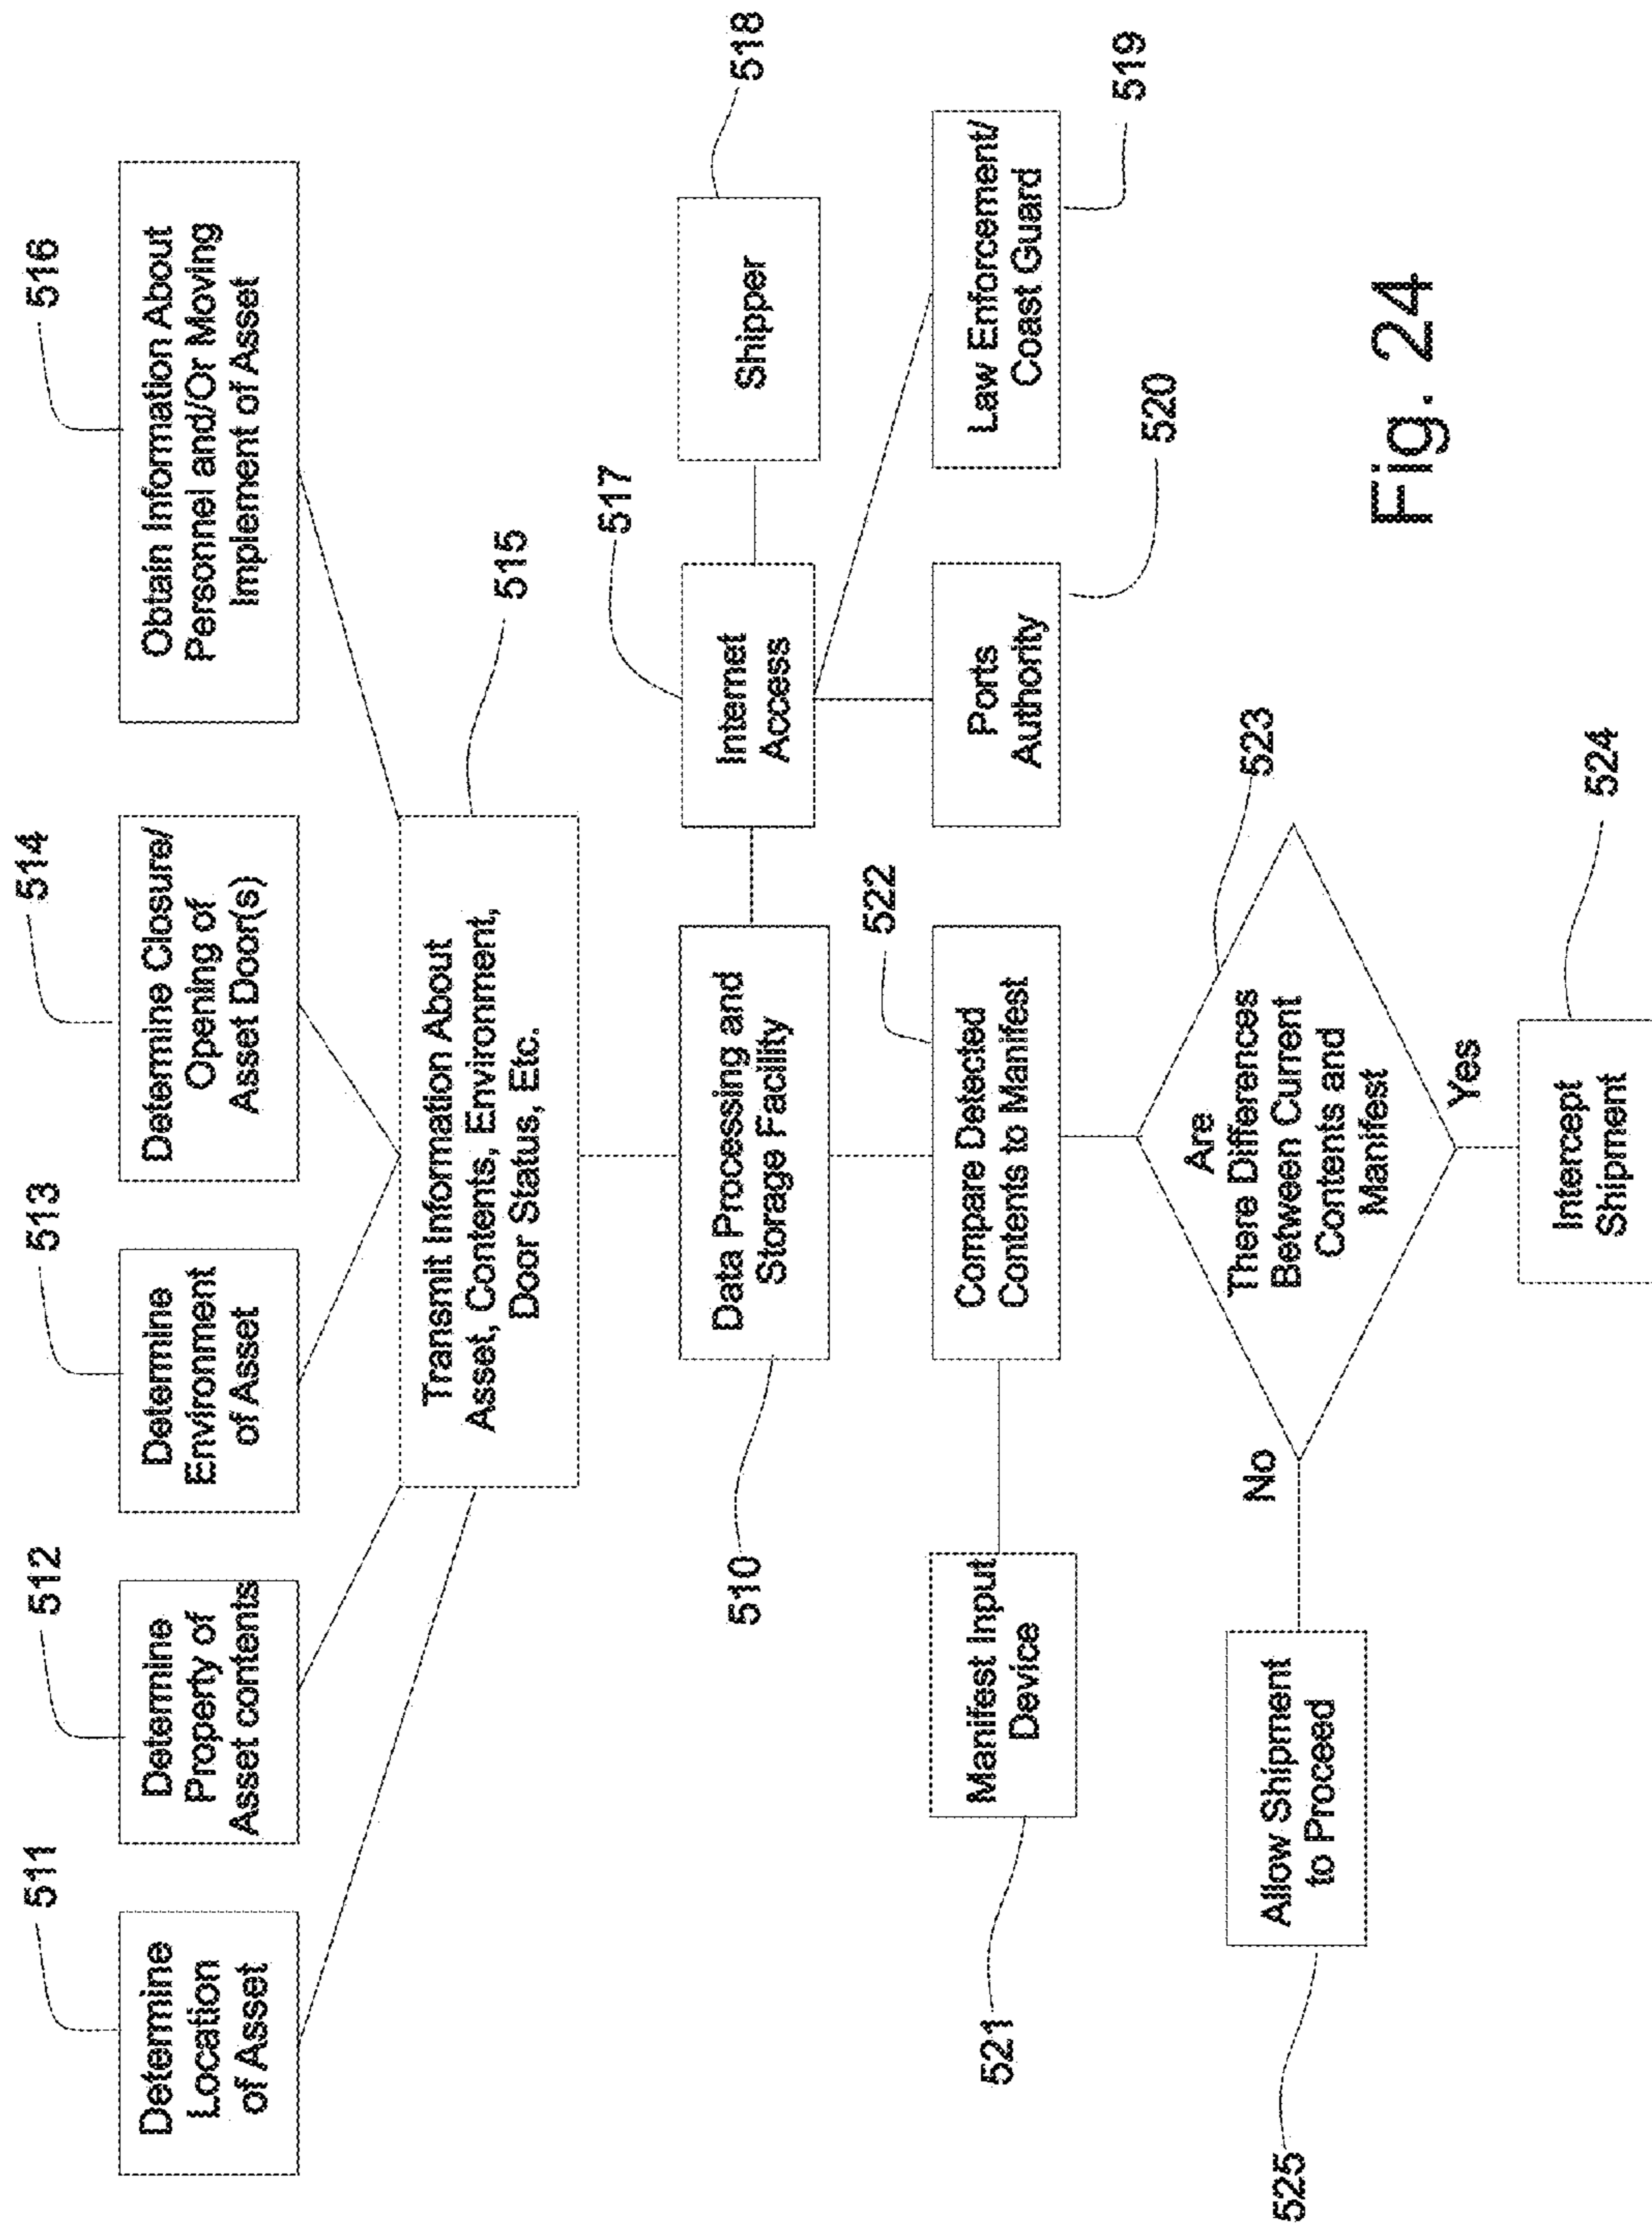 516
Obtain Information About
Personnel and/Or Moving
Implement of Asset
514
Determine Closure/
Opening of
Asset Door(s)
513
Determine
Environment
of Asset
512
Determine
Property of
Asset contents
511
Determine
Location
of Asset
515
Transmit Information About
Asset, Contents, Environment,
Door Status, Etc.
518
Shipper
517
Internet
Access
510
Data Processing and
Storage Facility
519
Law Enforcement/
Coast Guard
520
Ports
Authority
522
Compare Detected
Contents to Manifest
521
Manifest Input
Device
523
Are
There Differences
Between Current
Contents and
Manifest
No
Yes
525
Allow Shipment
to Proceed
524
Intercept
Shipment
Fig. 24